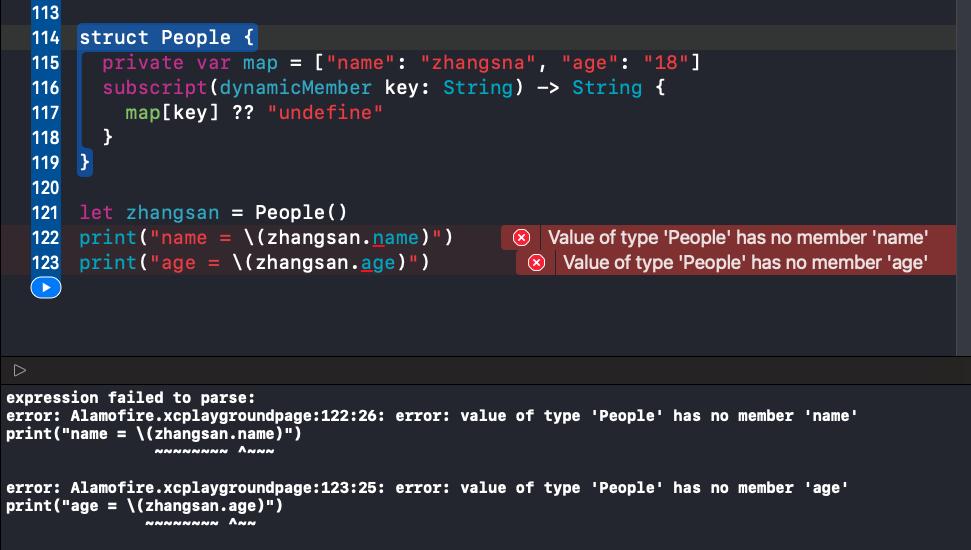 113
114 struct People {
115 private var map = ["name": "zhangsna", "age": "18"]
116 subscript(dynamicMember key: String) -> String {
117 map[key] ?? "undefine"
118 }
119 }
120
121 let zhangsan = People()
122 print("name = \(zhangsan.name)") Value of type 'People' has no member 'name'
123 print("age = \(zhangsan.age)") Value of type 'People' has no member 'age'
expression failed to parse:
error: Alamofire.xcplaygroundpage:122:26: error: value of type 'People' has no member 'name'
print("name = \(zhangsan.name)")
~~~~~~~~ ^~~~
error: Alamofire.xcplaygroundpage:123:25: error: value of type 'People' has no member 'age'
print("age = \(zhangsan.age)")
~~~~~~~~ ^~~